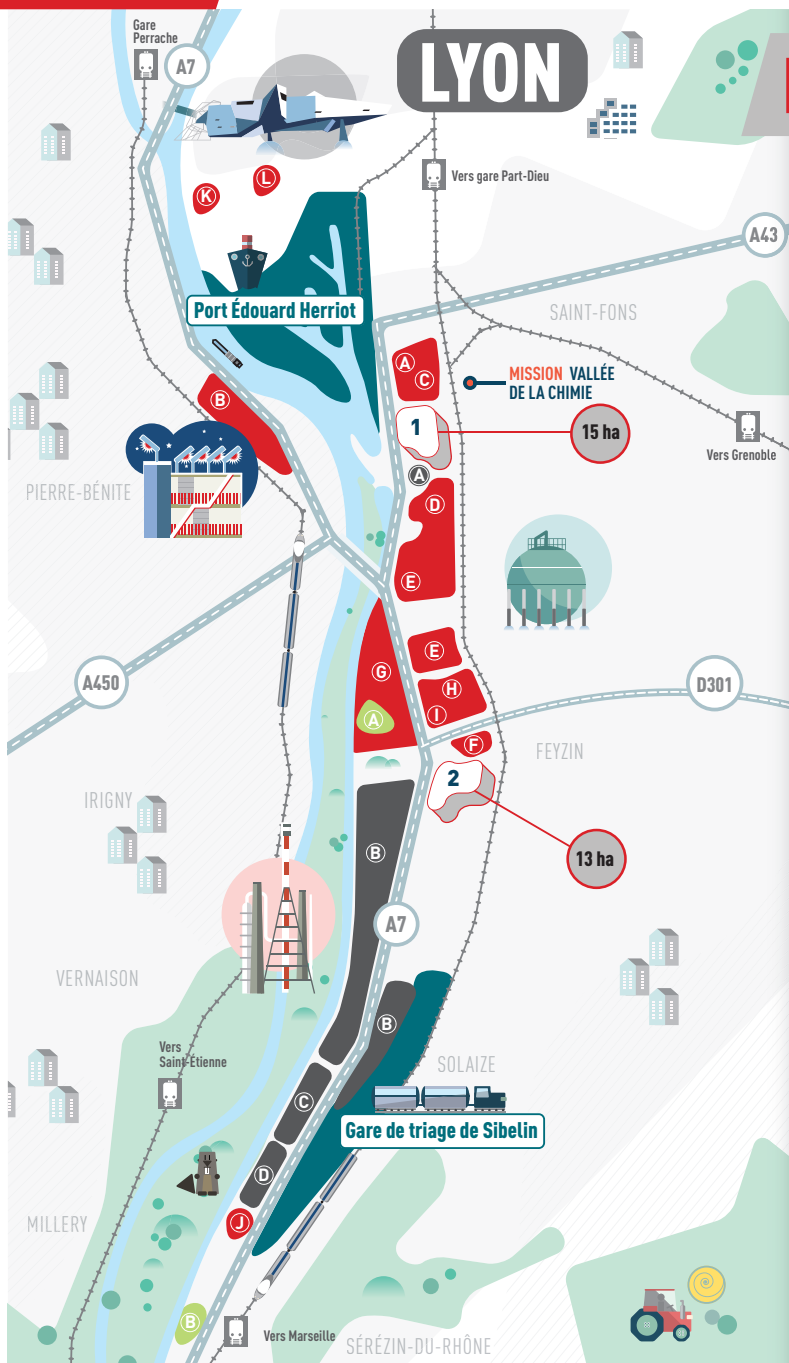 Gare
Perrache
A7
LYON
K
L
Vers gare Part-Dieu
A43
Port Édouard Herriot
SAINT-FONS
A
C
MISSION VALLÉE
DE LA CHIMIE
B
1
15 ha
Vers Grenoble
A
PIERRE-BÉNITE
D
E
E
G
H
A450
I
D301
A
F
FEYZIN
2
IRIGNY
B
13 ha
A7
VERNAISON
B
Vers
Saint-Étienne
SOLAIZE
C
Gare de triage de Sibelin
D
MILLERY
J
B
Vers Marseille
SÉRÉZIN-DU-RHÔNE